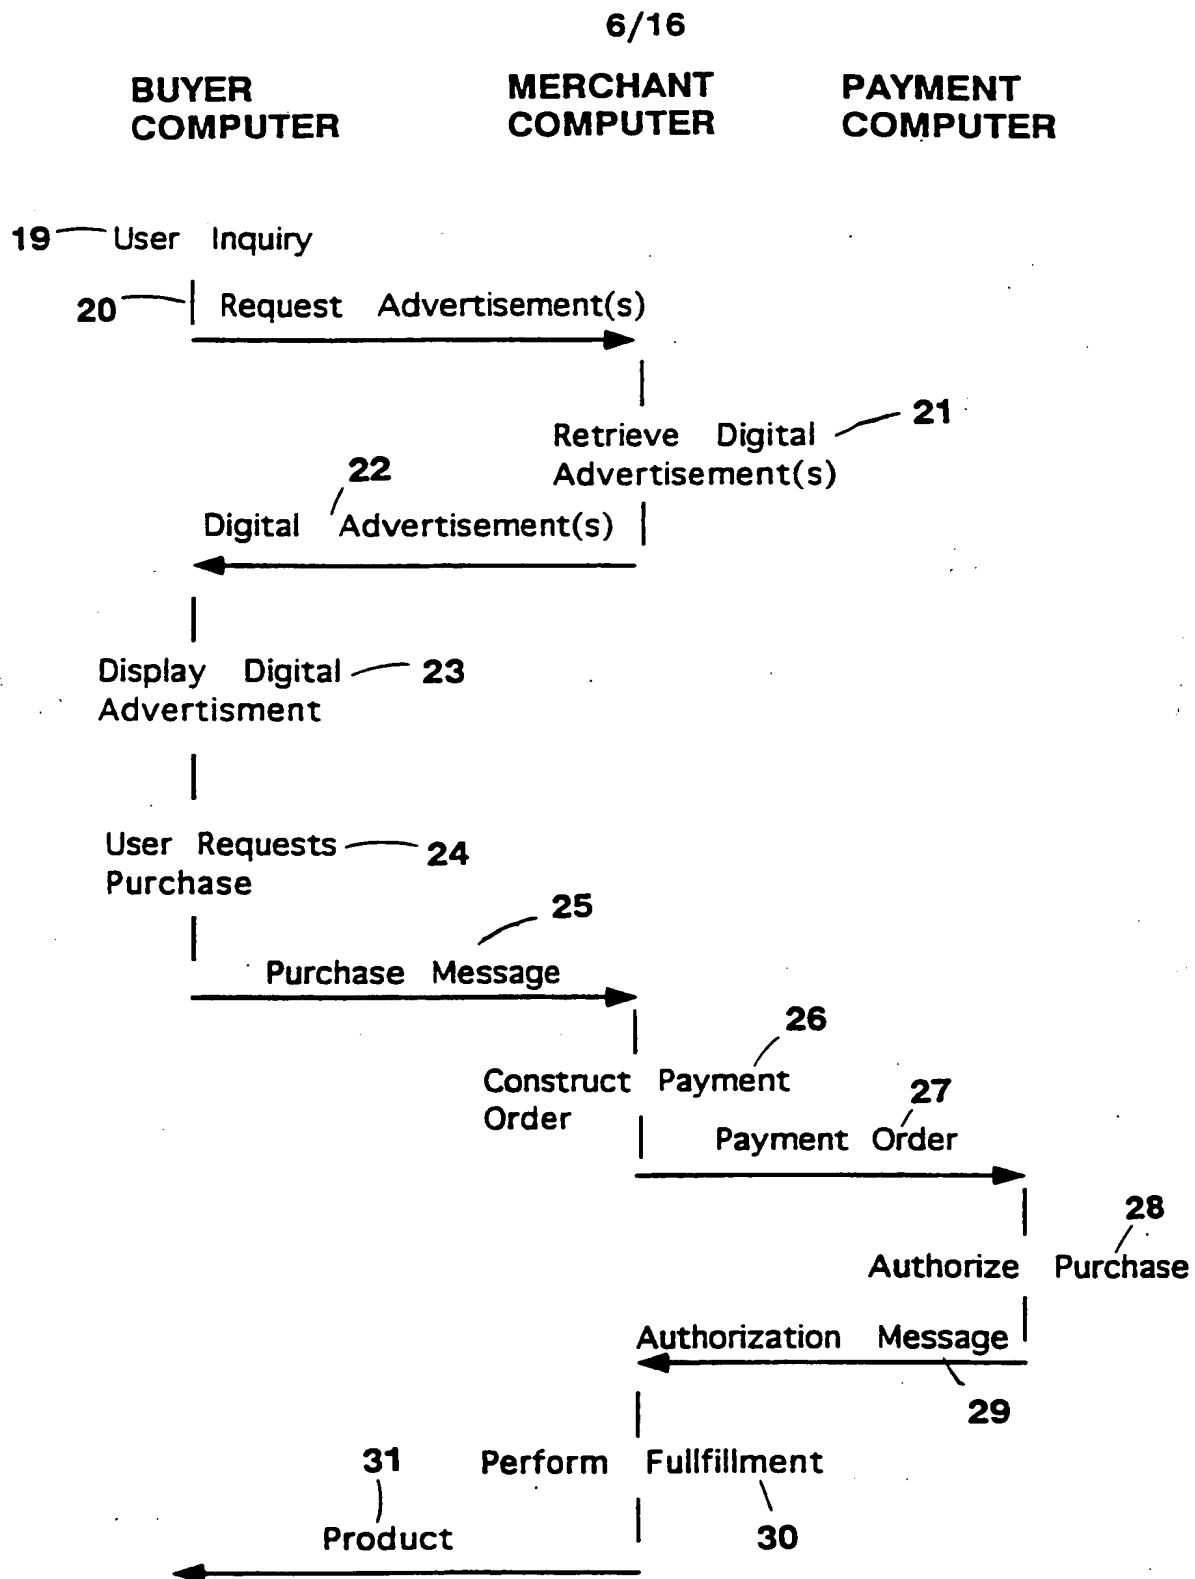 6/16
BUYER
COMPUTER
MERCHANT
COMPUTER
PAYMENT
COMPUTER
19 User Inquiry
20 Request Advertisement(s)
21
Retrieve Digital
Advertisement(s)
22
Digital Advertisement(s)
Display Digital 23
Advertisment
User Requests 24
Purchase
25
Purchase Message
26
Construct Payment
Order
27
Payment Order
28
Authorize Purchase
Authorization Message
29
31
Perform Fullfillment
30
Product